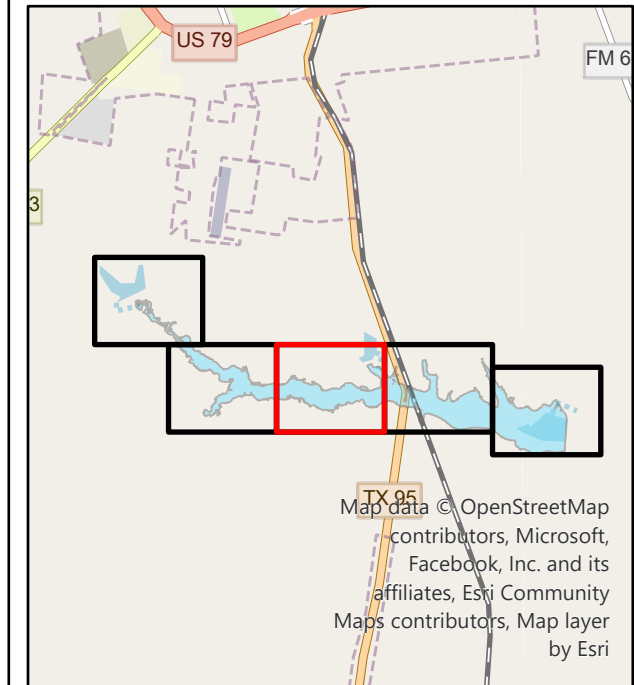 US 79
FM 6
3
TX 95
Map data © OpenStreetMap
contributors, Microsoft,
Facebook, Inc. and its
affiliates, Esri Community
Maps contributors, Map layer
by Esri